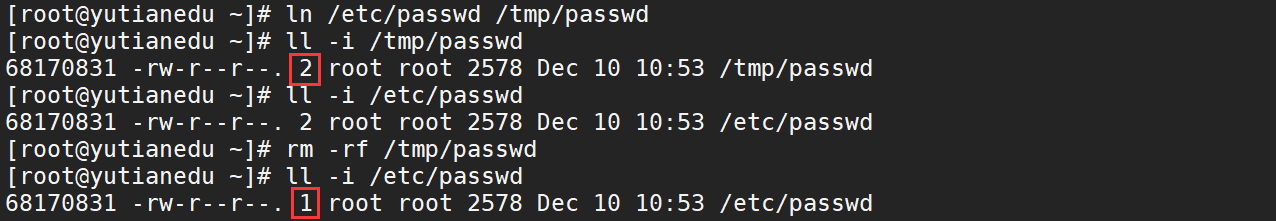 [root@yutianedu ~]# ln /etc/passwd /tmp/passwd
[root@yutianedu ~]# ll -i /tmp/passwd
68170831 -rw-r--r--. 2 root root 2578 Dec 10 10:53 /tmp/passwd
[root@yutianedu ~]# ll -i /etc/passwd
68170831 -rw-r--r--. 2 root root 2578 Dec 10 10:53 /etc/passwd
[root@yutianedu ~]# rm -rf /tmp/passwd
[root@yutianedu ~]# ll -i /etc/passwd
68170831 -rw-r--r--. 1 root root 2578 Dec 10 10:53 /etc/passwd